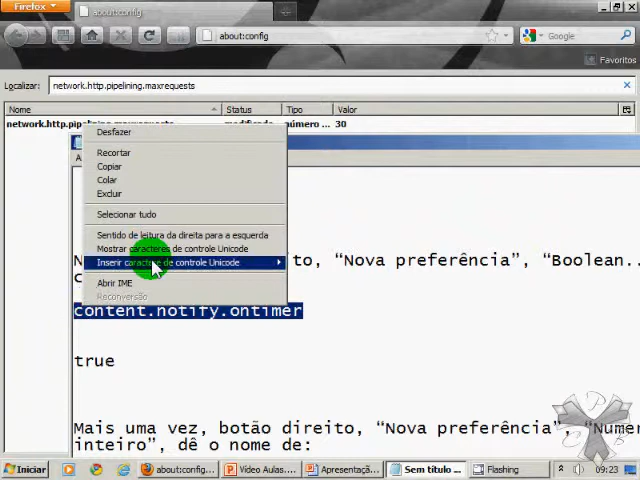 Firefox
about:config
about:config
Google
Favoritos
Localizar: network.http.pipelining.maxrequests
Nome Status Tipo Valor
network.http.pipelining.maxrequests modificado número ... 30
Desfazer
Recortar
Copiar
Colar
Excluir
Selecionar tudo
Sentido de leitura da direita para a esquerda
Mostrar caracteres de controle Unicode
Inserir caractere de controle Unicode
Abrir IME
Reconversão
to, “Nova preferência”, “Boolean..
content.notify.ontimer
true
Mais uma vez, botão direito, “Nova preferência”, “Num
inteiro”, dê o nome de:
Iniciar
about:config...
Vídeo Aulas....
Apresentaçã...
Sem título ...
Flashing
09:23